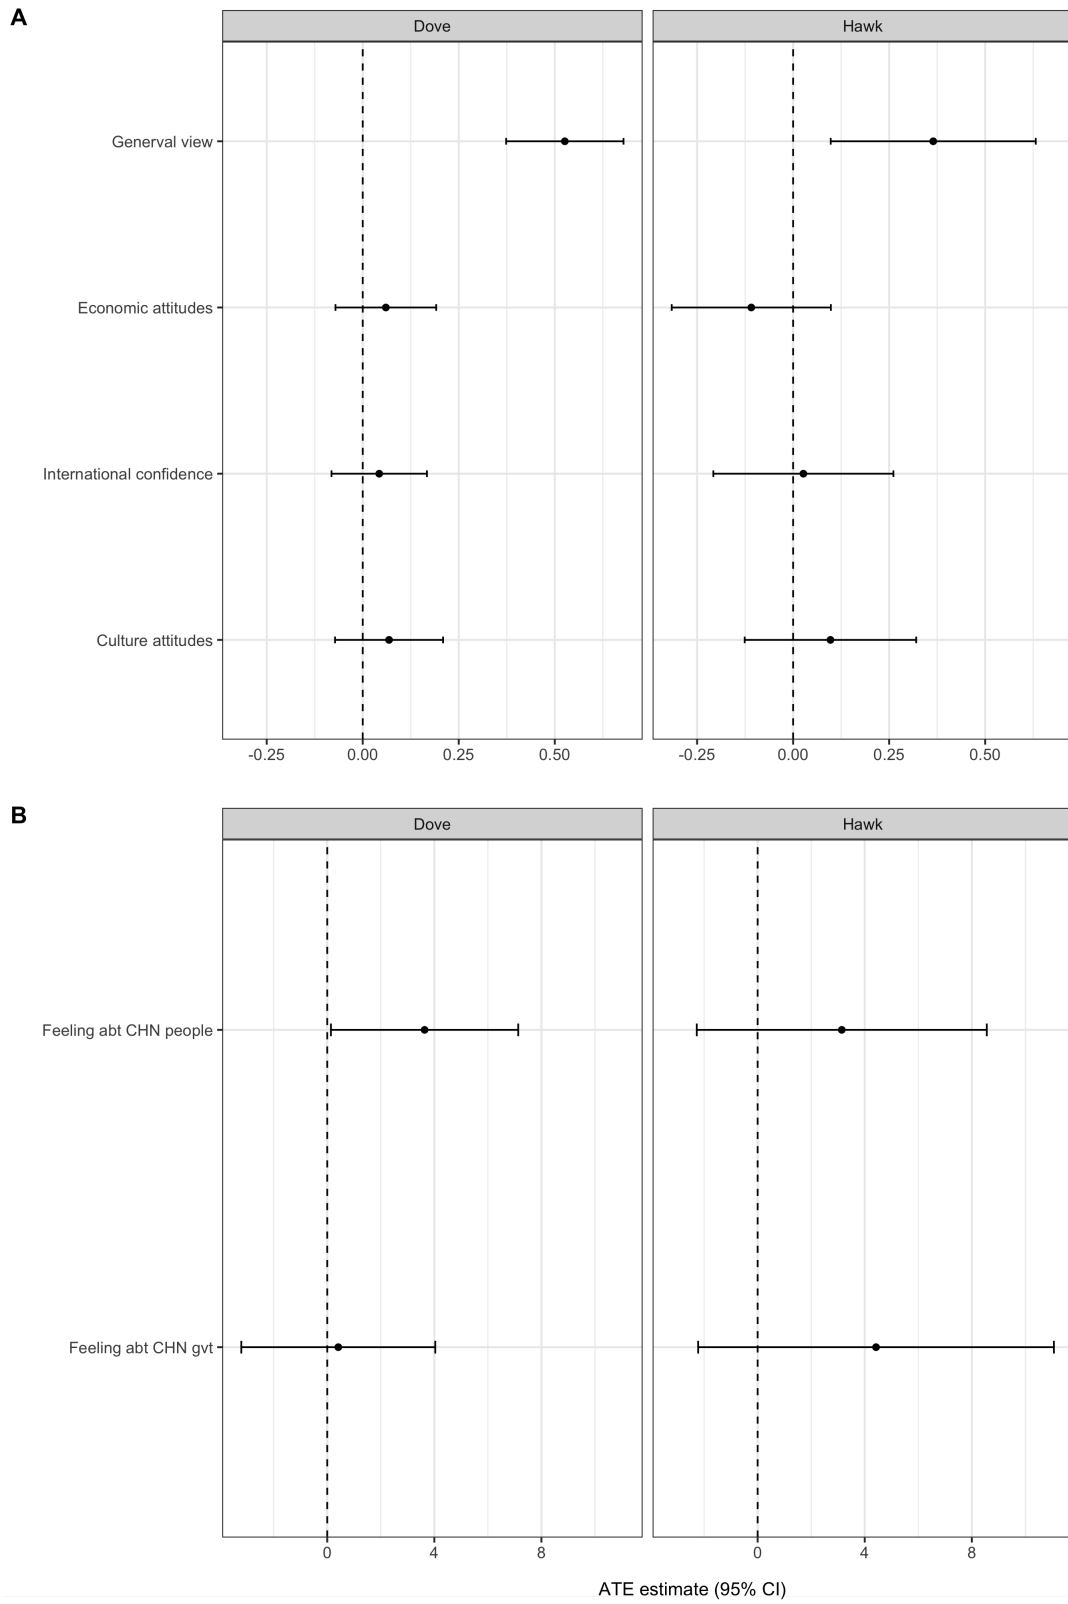 A
Dove
Hawk
Generval view
Economic attitudes
International confidence
Culture attitudes
-0.25 0.00 0.25 0.50
-0.25 0.00 0.25 0.50
B
Dove
Hawk
Feeling abt CHN people
Feeling abt CHN gvt
0 4 8
0 4 8
ATE estimate (95% CI)